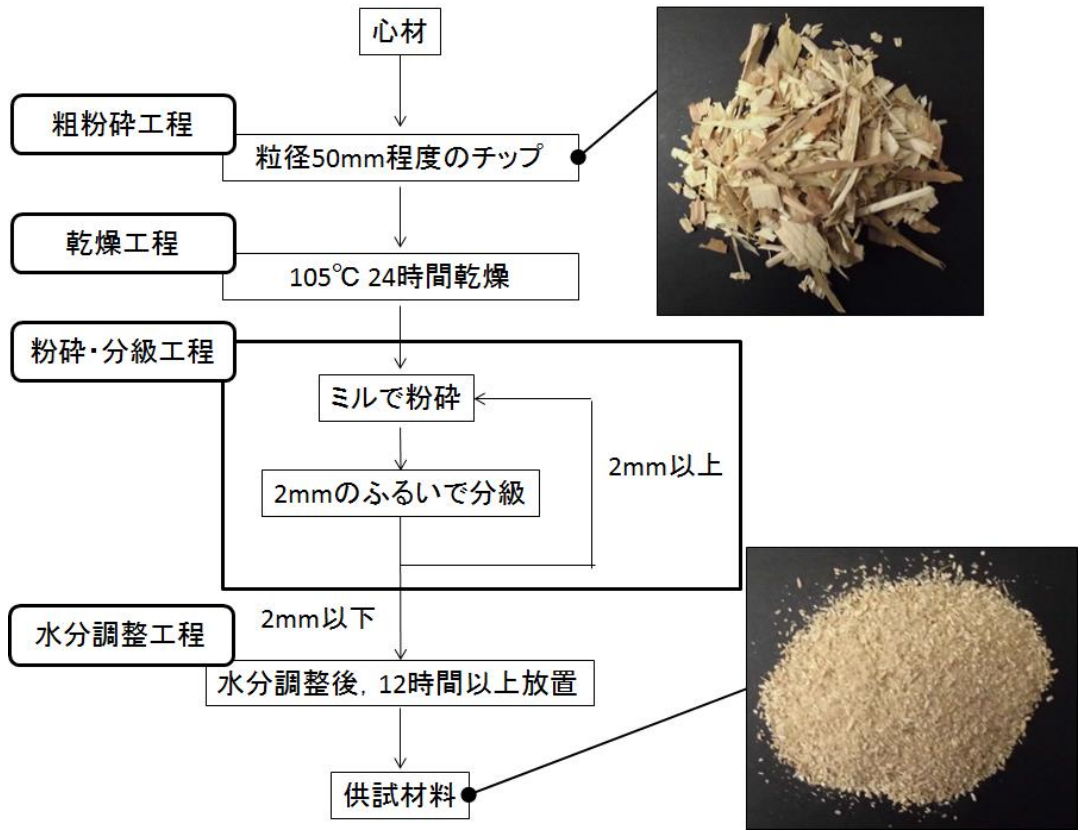 心材
粗粉砕工程
粒径50mm程度のチップ
乾燥工程
105℃ 24時間乾燥
粉砕・分級工程
ミルで粉砕
2mm以上
2mmのふるいで分級
2mm以下
水分調整工程
水分調整後，12時間以上放置
供試材料